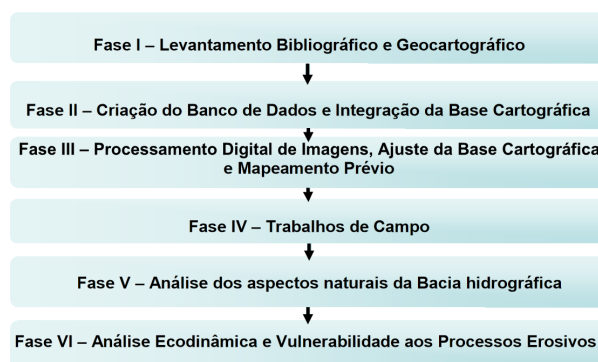 Fase I – Levantamento Bibliográfico e Geocartográfico
Fase II – Criação do Banco de Dados e Integração da Base Cartográfica
Fase III – Processamento Digital de Imagens, Ajuste da Base Cartográfica
e Mapeamento Prévio
Fase IV – Trabalhos de Campo
Fase V – Análise dos aspectos naturais da Bacia hidrográfica
Fase VI – Análise Ecodinâmica e Vulnerabilidade aos Processos Erosivos